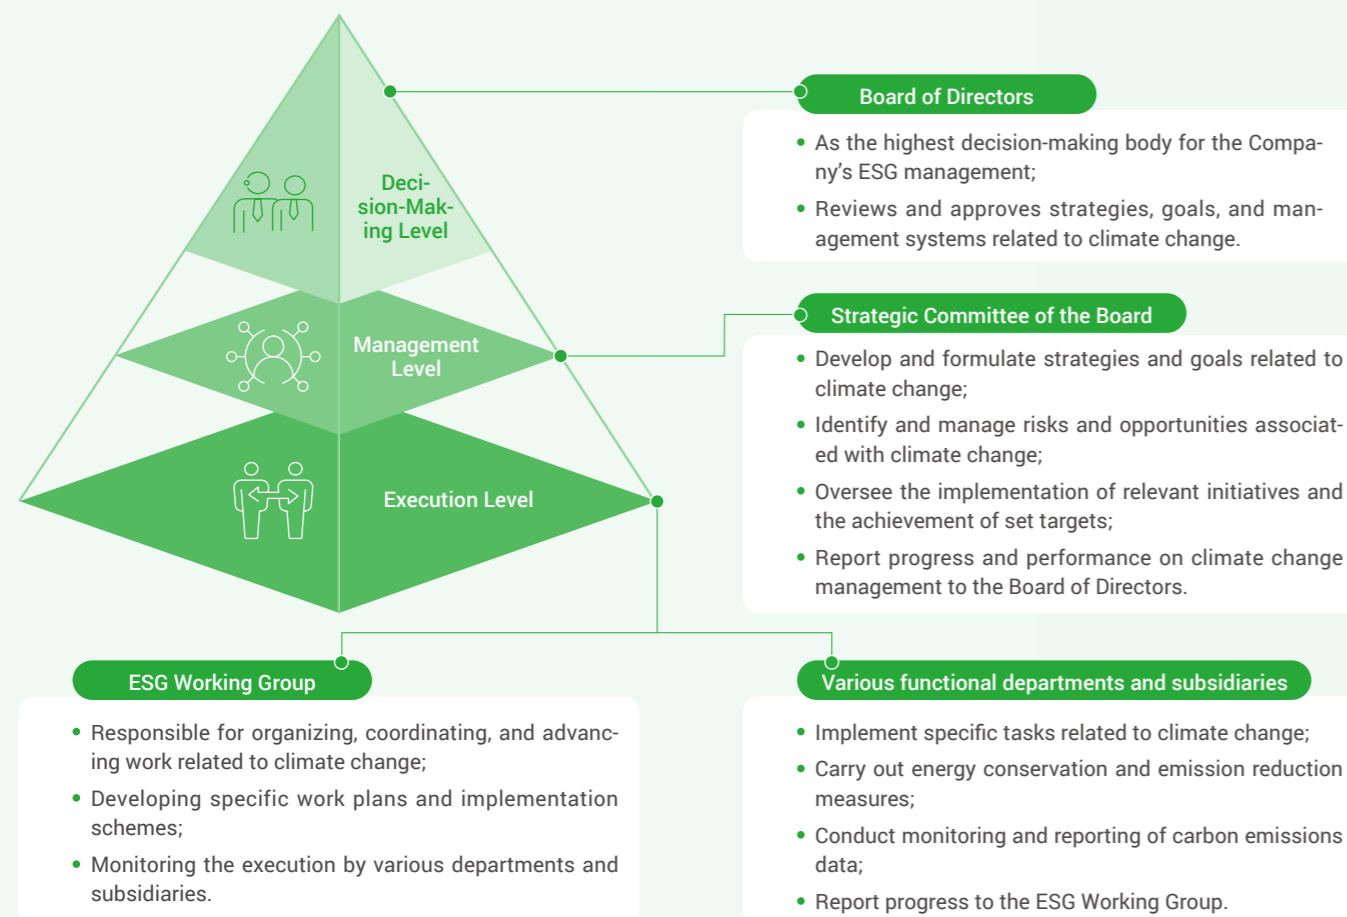 Deci-
sion-Mak-
ing Level
Management
Level
Execution Level
Board of Directors
• As the highest decision-making body for the Compa-
ny's ESG management;
• Reviews and approves strategies, goals, and man-
agement systems related to climate change.
Strategic Committee of the Board
• Develop and formulate strategies and goals related to
climate change;
• Identify and manage risks and opportunities associat-
ed with climate change;
• Oversee the implementation of relevant initiatives and
the achievement of set targets;
• Report progress and performance on climate change
management to the Board of Directors.
ESG Working Group
• Responsible for organizing, coordinating, and advanc-
ing work related to climate change;
• Developing specific work plans and implementation
schemes;
• Monitoring the execution by various departments and
subsidiaries.
Various functional departments and subsidiaries
• Implement specific tasks related to climate change;
• Carry out energy conservation and emission reduction
measures;
• Conduct monitoring and reporting of carbon emissions
data;
• Report progress to the ESG Working Group.